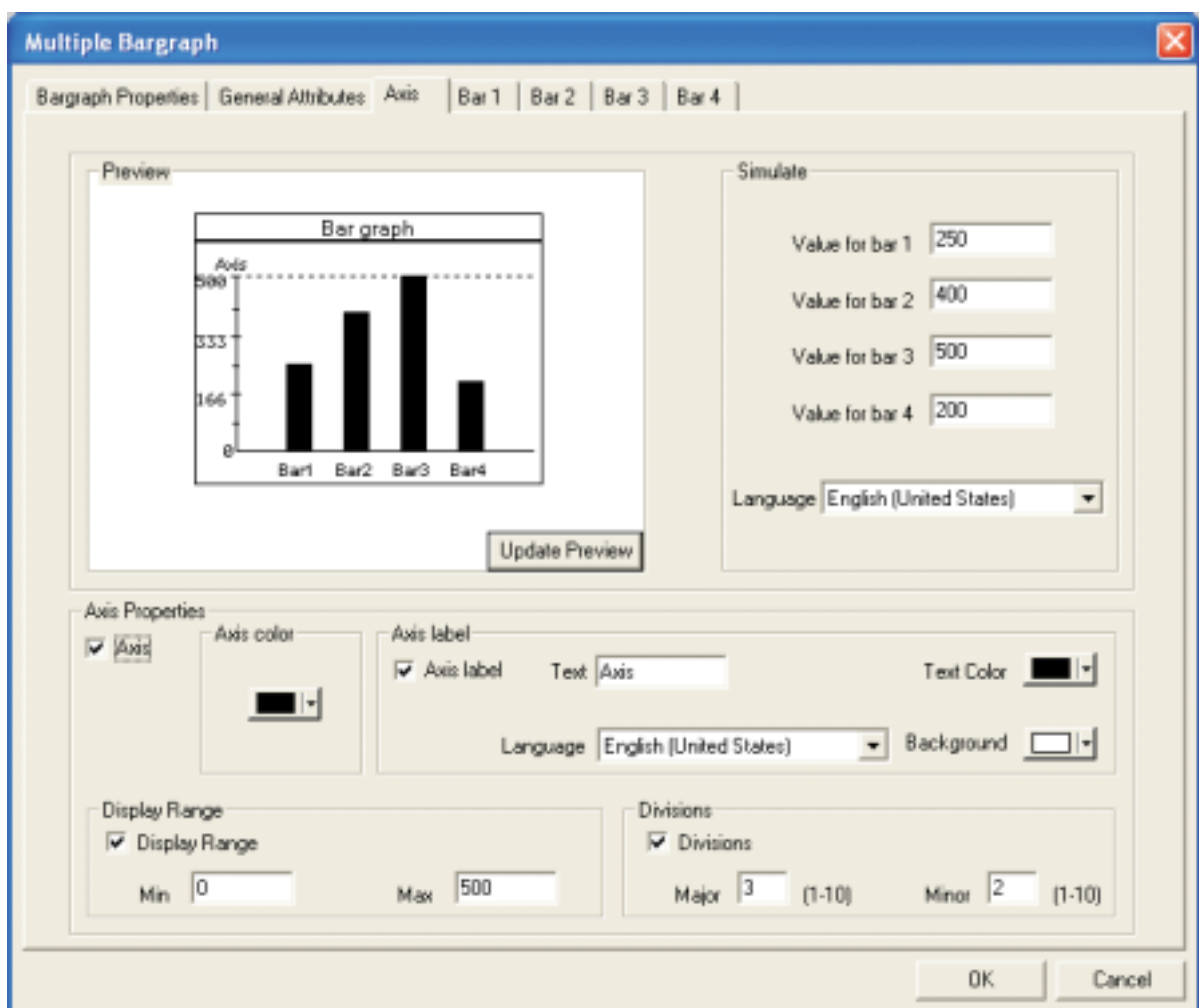 Multiple Bargraph
Bargraph Properties General Attributes Axis Bar 1 Bar 2 Bar 3 Bar 4
Preview
Bar graph
Axis
500
333
166
0
Bar1 Bar2 Bar3 Bar4
Update Preview
Simulate
Value for bar 1 250
Value for bar 2 400
Value for bar 3 500
Value for bar 4 200
Language English (United States)
Axis Properties
Axis
Axis color
Axis label
Axis label Text Axis Text Color
Language English (United States) Background
Display Range
Display Range
Min 0 Max 500
Divisions
Divisions
Major 3 (1-10) Minor 2 (1-10)
OK Cancel